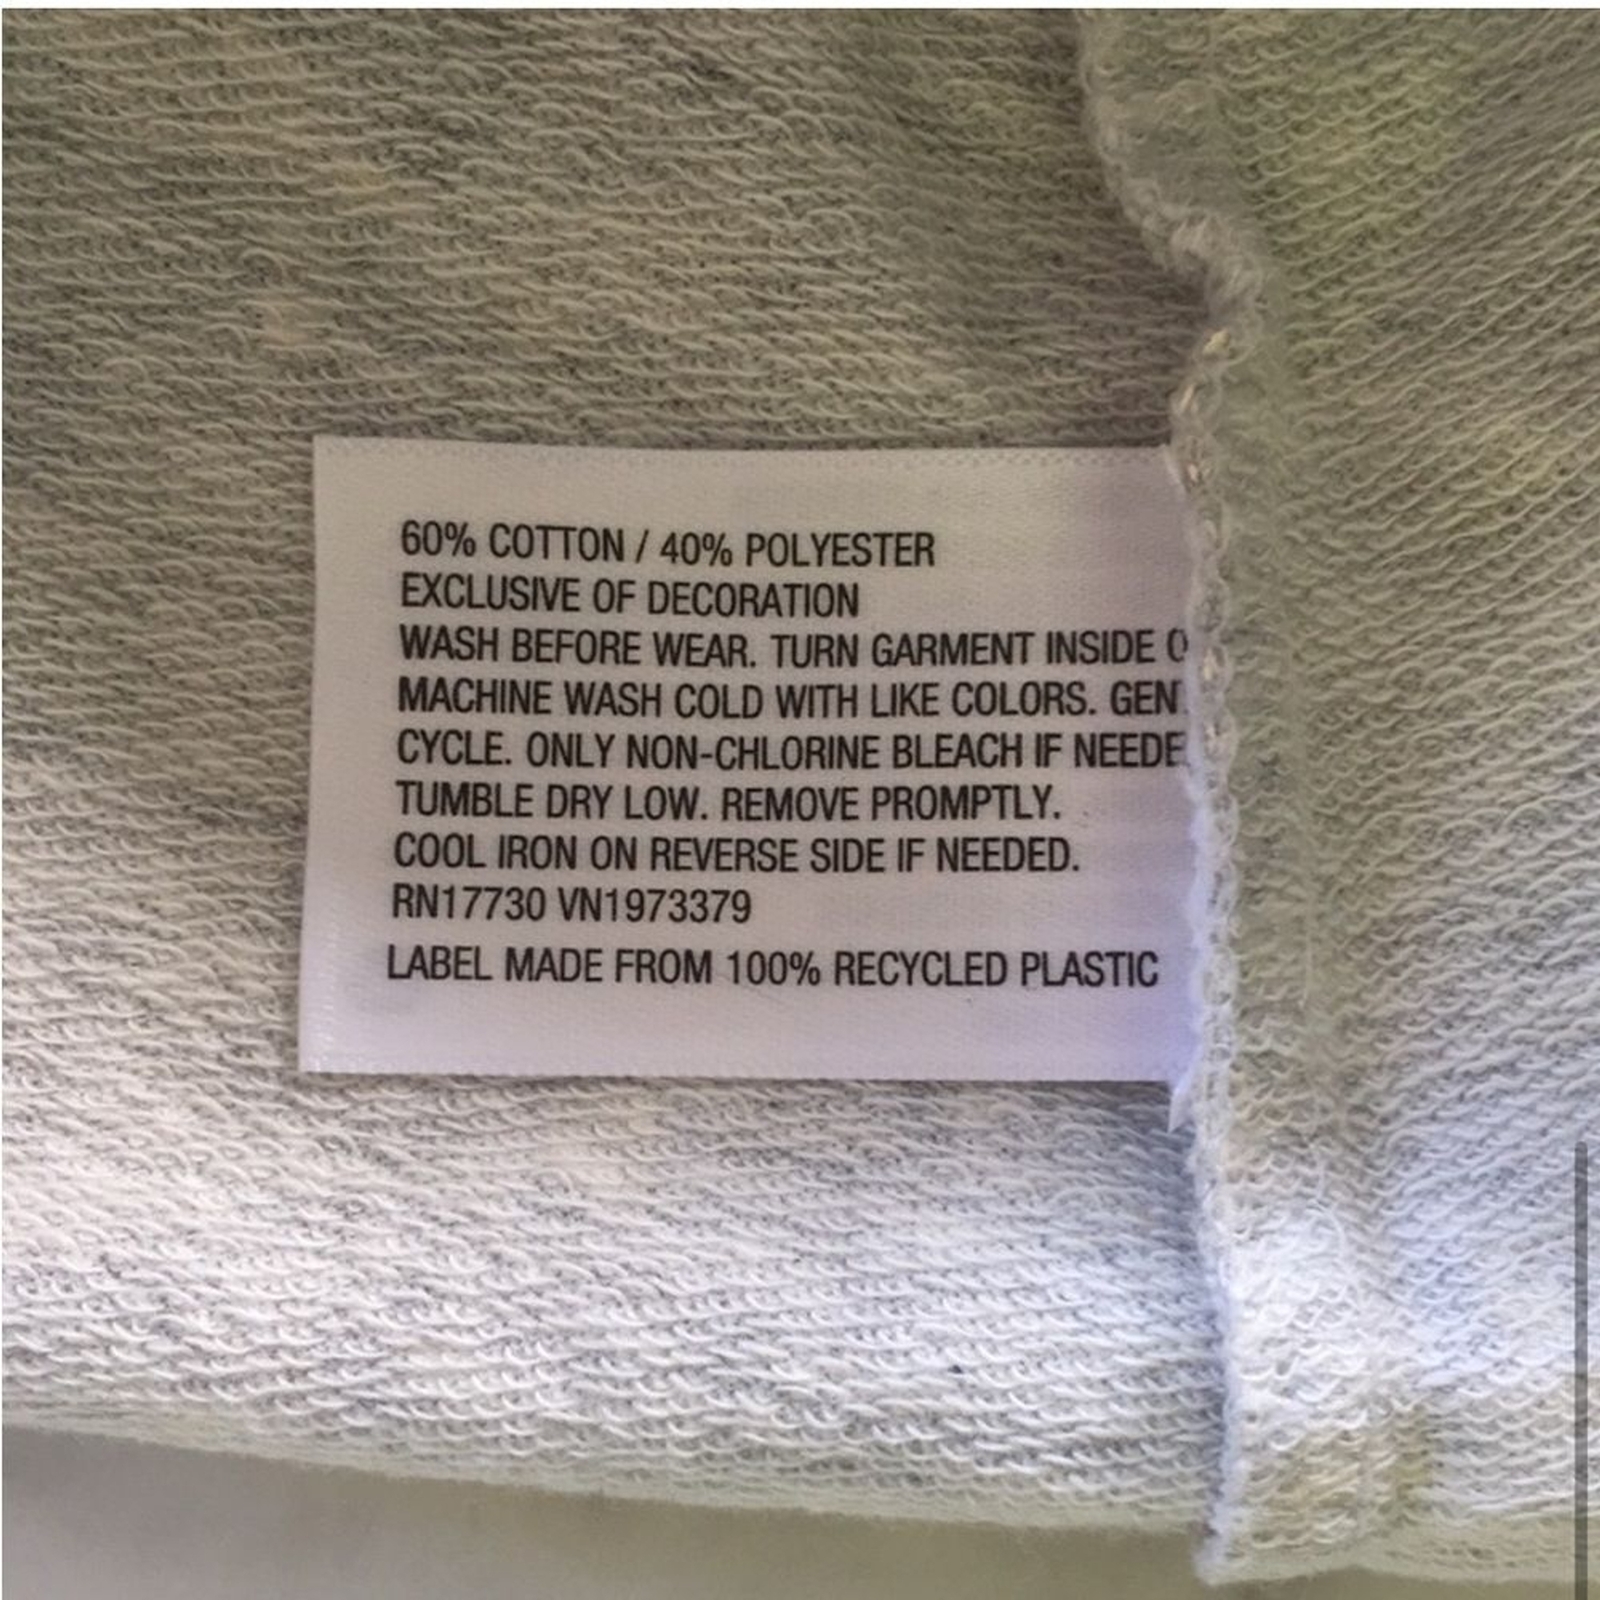 60% COTTON / 40% POLYESTER
EXCLUSIVE OF DECORATION
WASH BEFORE WEAR. TURN GARMENT INSIDE O
MACHINE WASH COLD WITH LIKE COLORS. GENT
CYCLE. ONLY NON-CHLORINE BLEACH IF NEEDE
TUMBLE DRY LOW. REMOVE PROMPTLY.
COOL IRON ON REVERSE SIDE IF NEEDED.
RN17730 VN1973379
LABEL MADE FROM 100% RECYCLED PLASTIC